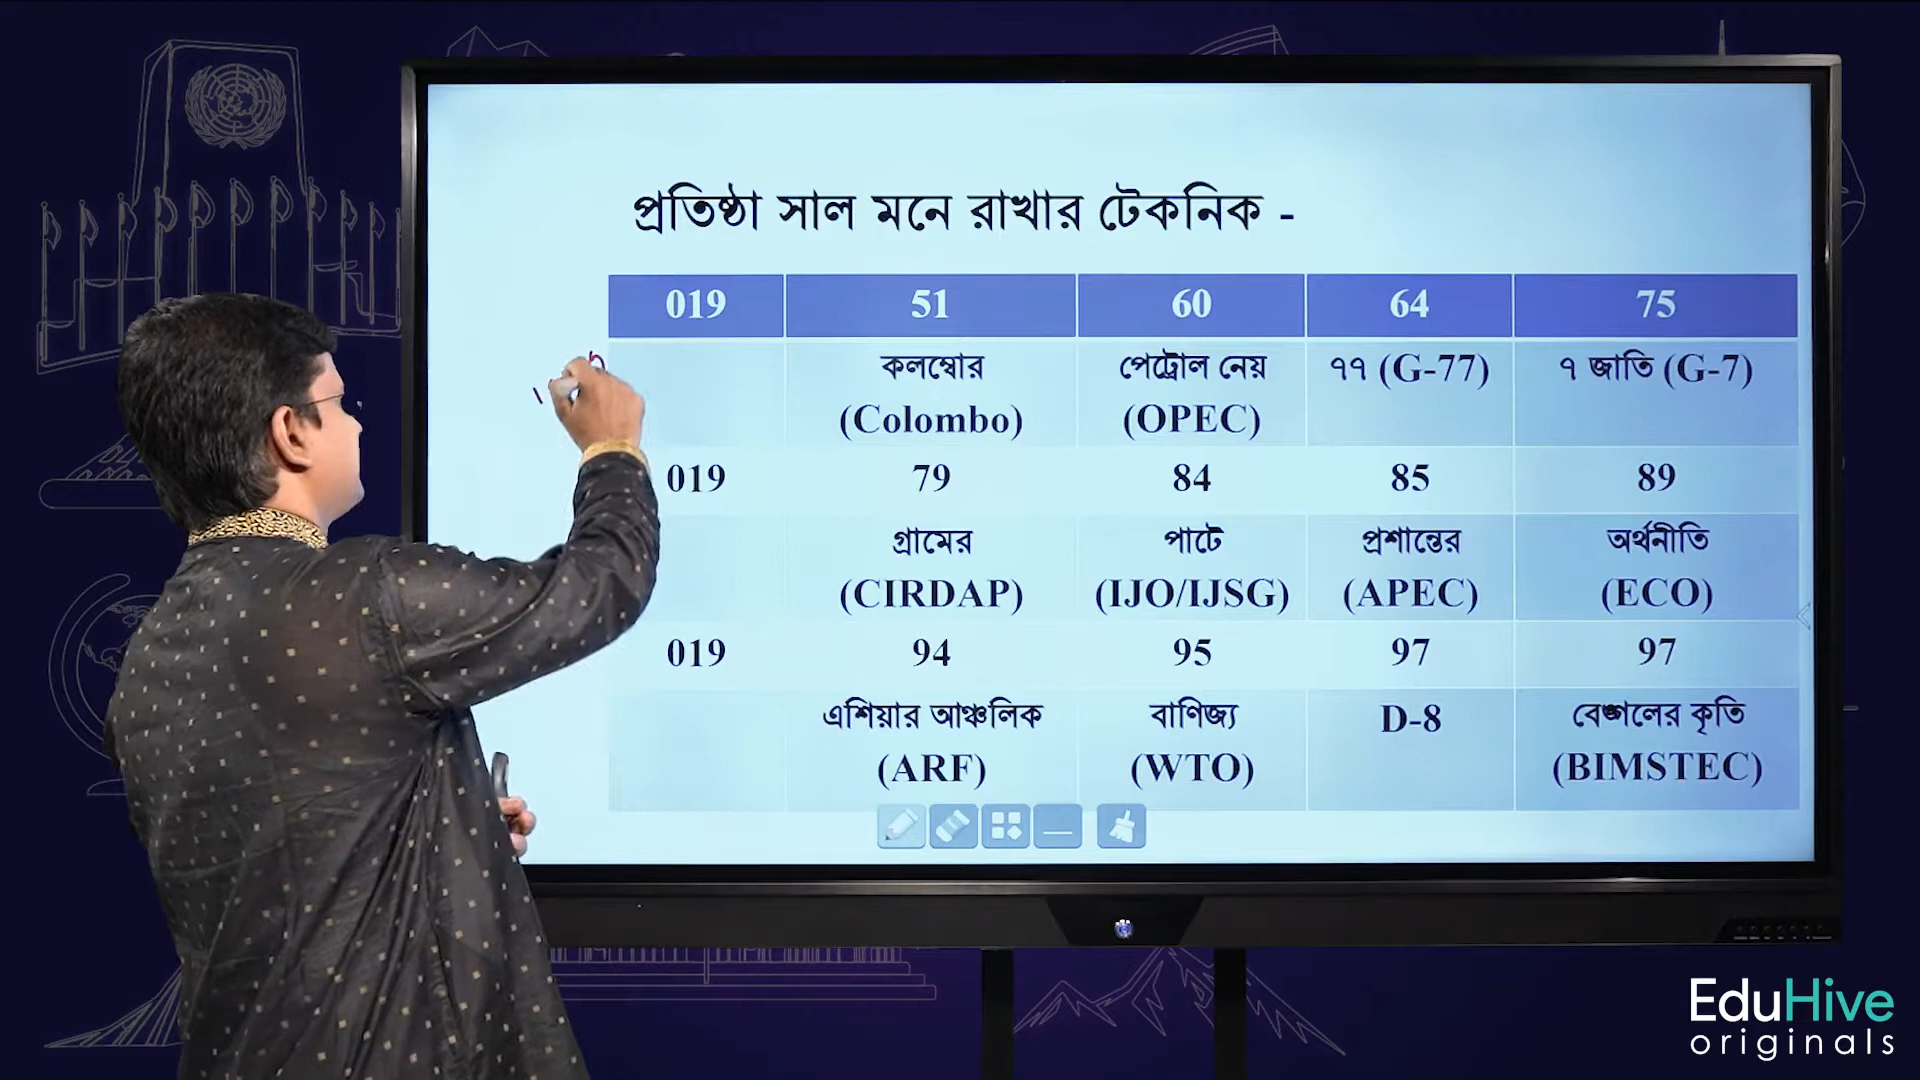 প্রতিষ্ঠা সাল মনে রাখার টেকনিক -
019 51 60 64 75
কলম্বোর (Colombo) পেট্রোল নেয় (OPEC) ৭৭ (G-77) ৭ জাতি (G-7)
019 79 84 85 89
গ্রামের (CIRDAP) পাটে (IJO/IJSG) প্রশান্তের (APEC) অর্থনীতি (ECO)
019 94 95 97 97
এশিয়ার আঞ্চলিক (ARF) বাণিজ্য (WTO) D-8 বেঙ্গলের কৃতি (BIMSTEC)
EduHive
originals